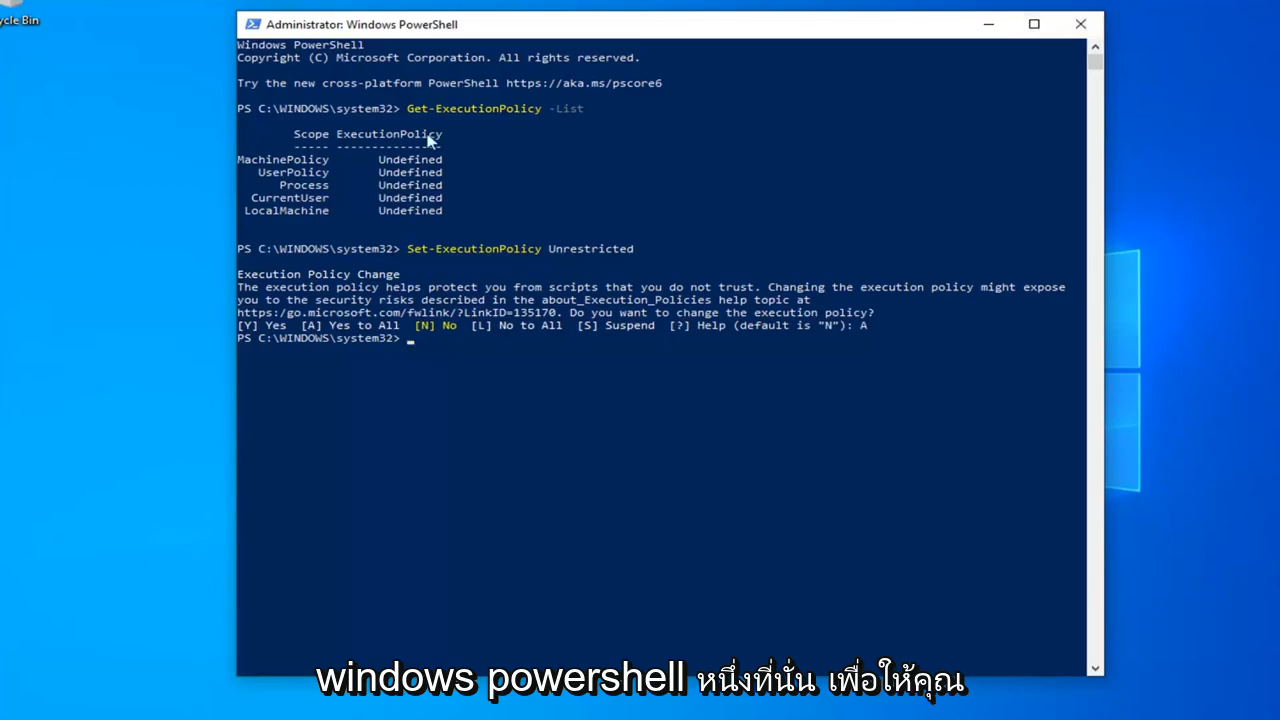 ycle Bin
Administrator: Windows PowerShell
Windows PowerShell
Copyright (C) Microsoft Corporation. All rights reserved.
Try the new cross-platform PowerShell https://aka.ms/pscore6
PS C:\WINDOWS\system32> Get-ExecutionPolicy -List
Scope ExecutionPolicy
----- ---------------
MachinePolicy Undefined
UserPolicy Undefined
Process Undefined
CurrentUser Undefined
LocalMachine Undefined
PS C:\WINDOWS\system32> Set-ExecutionPolicy Unrestricted
Execution Policy Change
The execution policy helps protect you from scripts that you do not trust. Changing the execution policy might expose
you to the security risks described in the about_Execution_Policies help topic at
https:/go.microsoft.com/fwlink/?LinkID=135170. Do you want to change the execution policy?
[Y] Yes [A] Yes to All [N] No [L] No to All [S] Suspend [?] Help (default is "N"): A
PS C:\WINDOWS\system32> _
windows powershell หนึ่งที่นั่น เพื่อให้คุณ